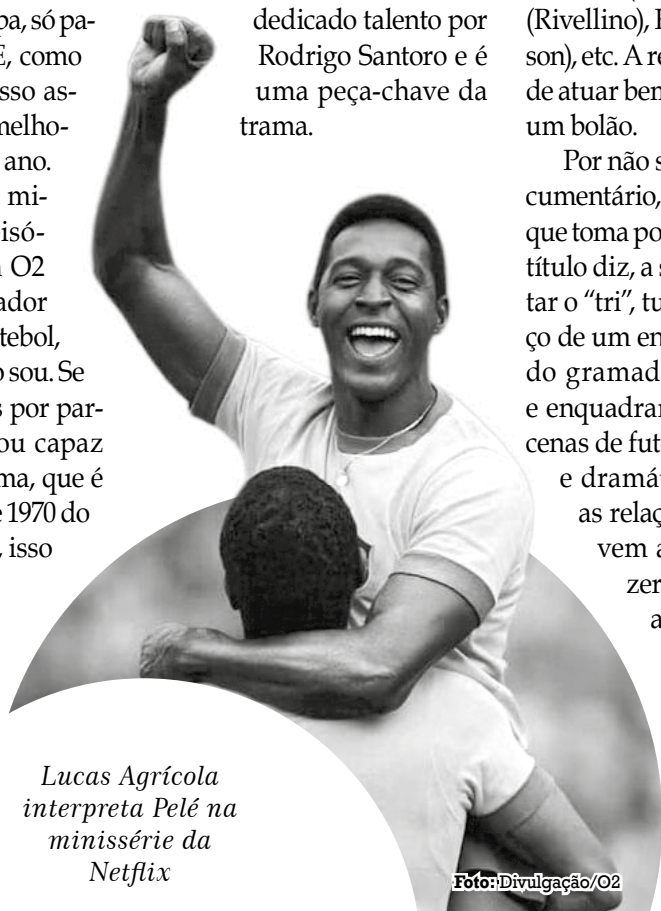 pa, só pa-
E, como
sso as-
melho-
ano.
mi-
isó-
O2
ador
tebol,
o sou. Se
s por par-
ou capaz
ma, que é
e 1970 do
, isso
dedicado talento por
Rodrigo Santoro e é
uma peça-chave da
trama.
(Rivellino),
son), etc. A re
de atuar bem
um bolão.
Por não s
cumentário,
que toma po
título diz, a s
tar o “tri”, tu
ço de um en
do gramad
e enquadrar
cenas de fute
e dramát
as relaç
vem a
zer
a
Lucas Agrícola
interpreta Pelé na
minissérie da
Netflix
Foto: Divulgação/O2